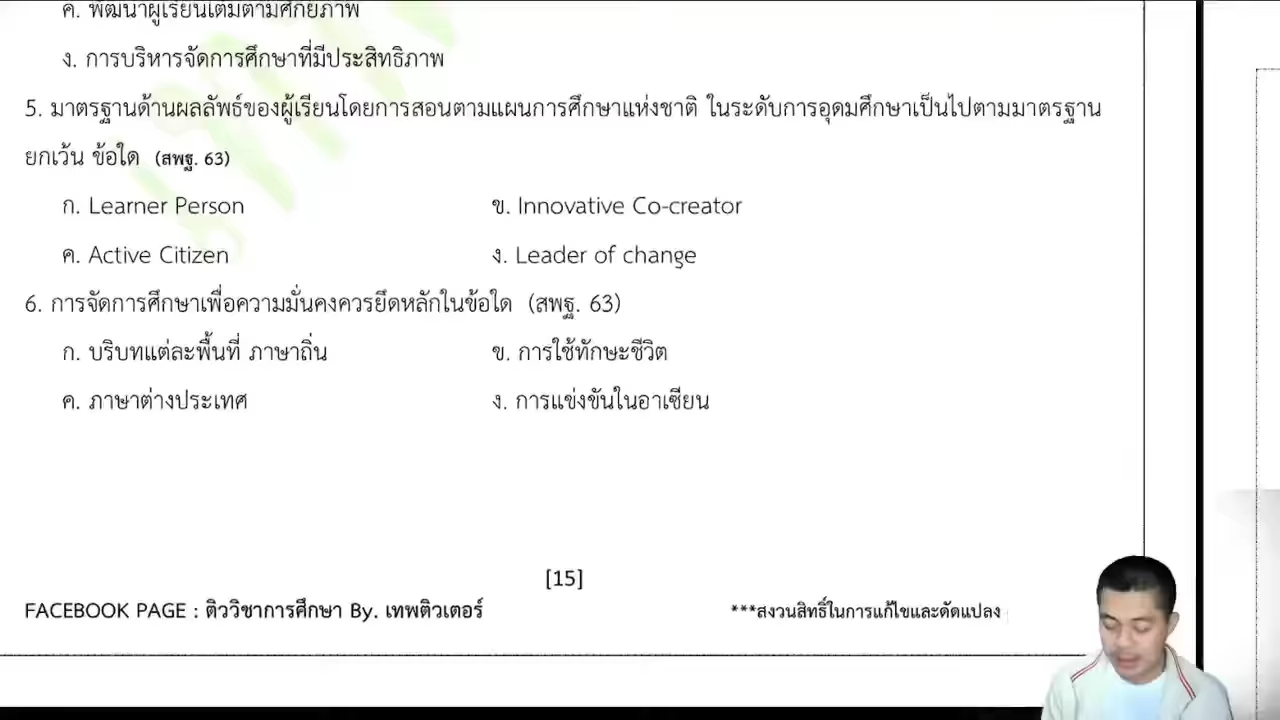 ค. พัฒนาผู้เรียนเต็มตามศักยภาพ
ง. การบริหารจัดการศึกษาที่มีประสิทธิภาพ
5. มาตรฐานด้านผลลัพธ์ของผู้เรียนโดยการสอนตามแผนการศึกษาแห่งชาติ ในระดับการอุดมศึกษาเป็นไปตามมาตรฐาน
ยกเว้น ข้อใด (สพฐ. 63)
ก. Learner Person
ข. Innovative Co-creator
ค. Active Citizen
ง. Leader of change
6. การจัดการศึกษาเพื่อความมั่นคงควรยึดหลักในข้อใด (สพฐ. 63)
ก. บริบทแต่ละพื้นที่ ภาษาถิ่น
ข. การใช้ทักษะชีวิต
ค. ภาษาต่างประเทศ
ง. การแข่งขันในอาเซียน
[15]
FACEBOOK PAGE : ติววิชาการศึกษา By. เทพติวเตอร์
***สงวนสิทธิ์ในการแก้ไขและดัดแปลง